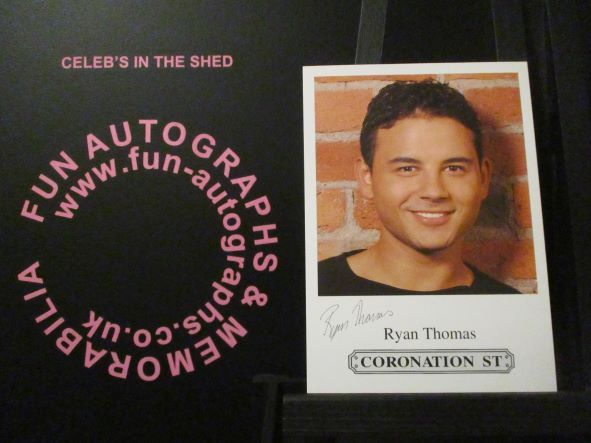 CELEB'S IN THE SHED
FUN AUTOGRAPHS & MEMORABILIA
www.fun-autographs.co.uk
Ryan Thomas
Ryan Thomas
CORONATION ST